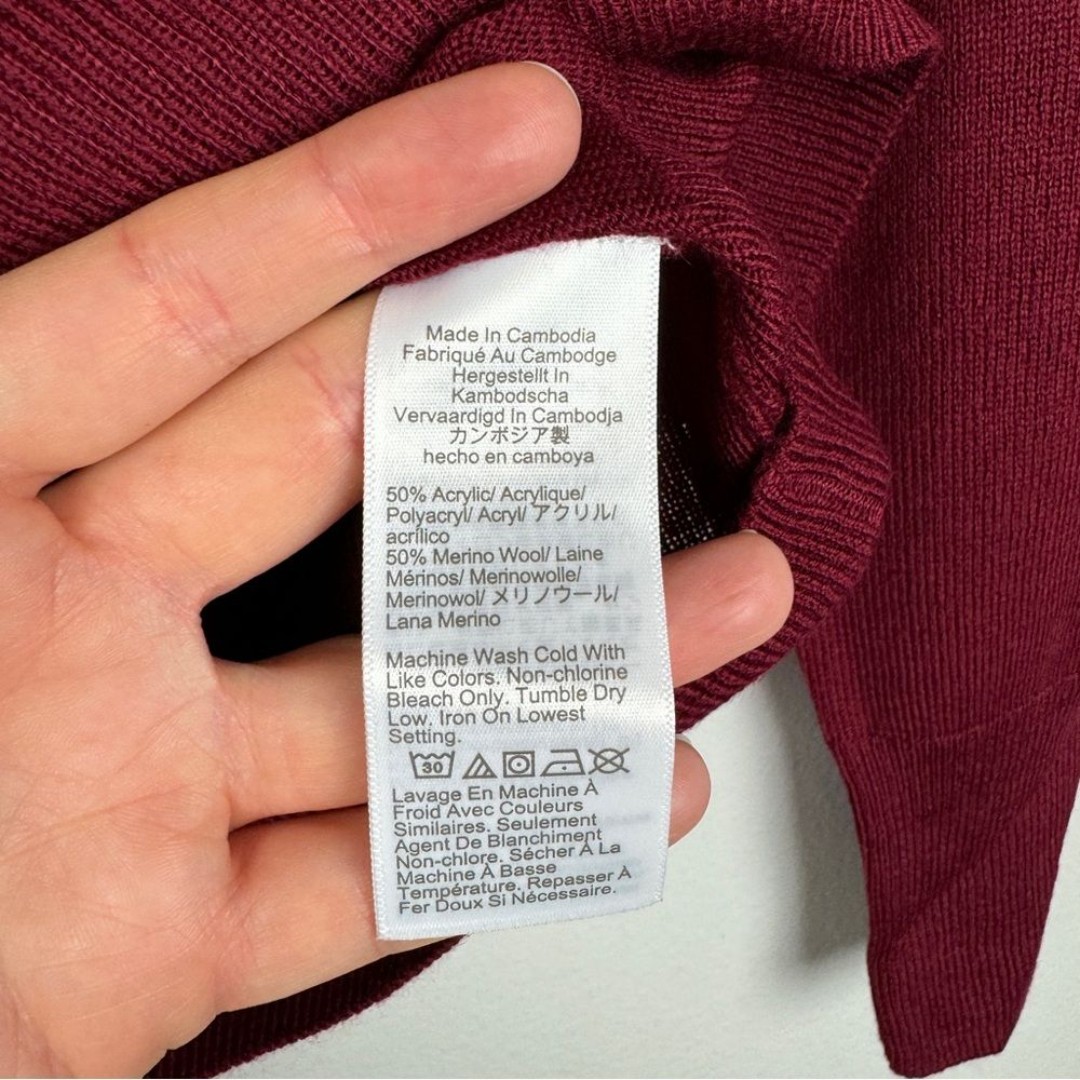 Made In Cambodia
Fabriqué Au Cambodge
Hergestellt In
Kambodscha
Vervaardigd In Cambodja
カンボジア製
hecho en camboya
50% Acrylic/ Acrylique/
Polyacryl/ Acryl/ アクリル/
acrílico
50% Merino Wool/ Laine
Mérinos/ Merinowolle/
Merinowol/ メリノウール/
Lana Merino
Machine Wash Cold With
Like Colors. Non-chlorine
Bleach Only. Tumble Dry
Low. Iron On Lowest
Setting.
30
Lavage En Machine À
Froid Avec Couleurs
Similaires. Seulement
Agent De Blanchiment
Non-chlore. Sécher À La
Machine À Basse
Température. Repasser À
Fer Doux Si Nécessaire.